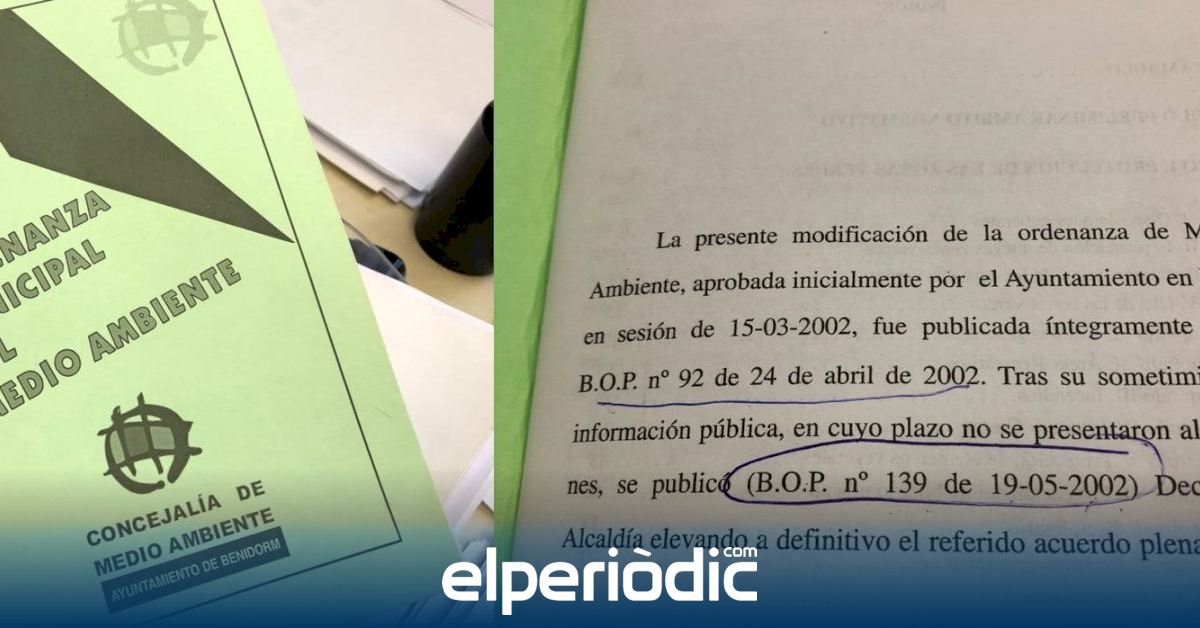 NANZA
ICIPAL
L
MEDIO AMBIENTE
CONCEJALÍA DE
MEDIO AMBIENTE
AYUNTAMIENTO DE BENIDORM
La presente modificación de la ordenanza de M
Ambiente, aprobada inicialmente por el Ayuntamiento en
en sesión de 15-03-2002, fue publicada íntegramente
B.O.P. nº 92 de 24 de abril de 2002. Tras su sometimi
información pública, en cuyo plazo no se presentaron al
nes, se publicó (B.O.P. nº 139 de 19-05-2002) Dec
Alcaldía elevando a definitivo el referido acuerdo plena
elperiòdic.com